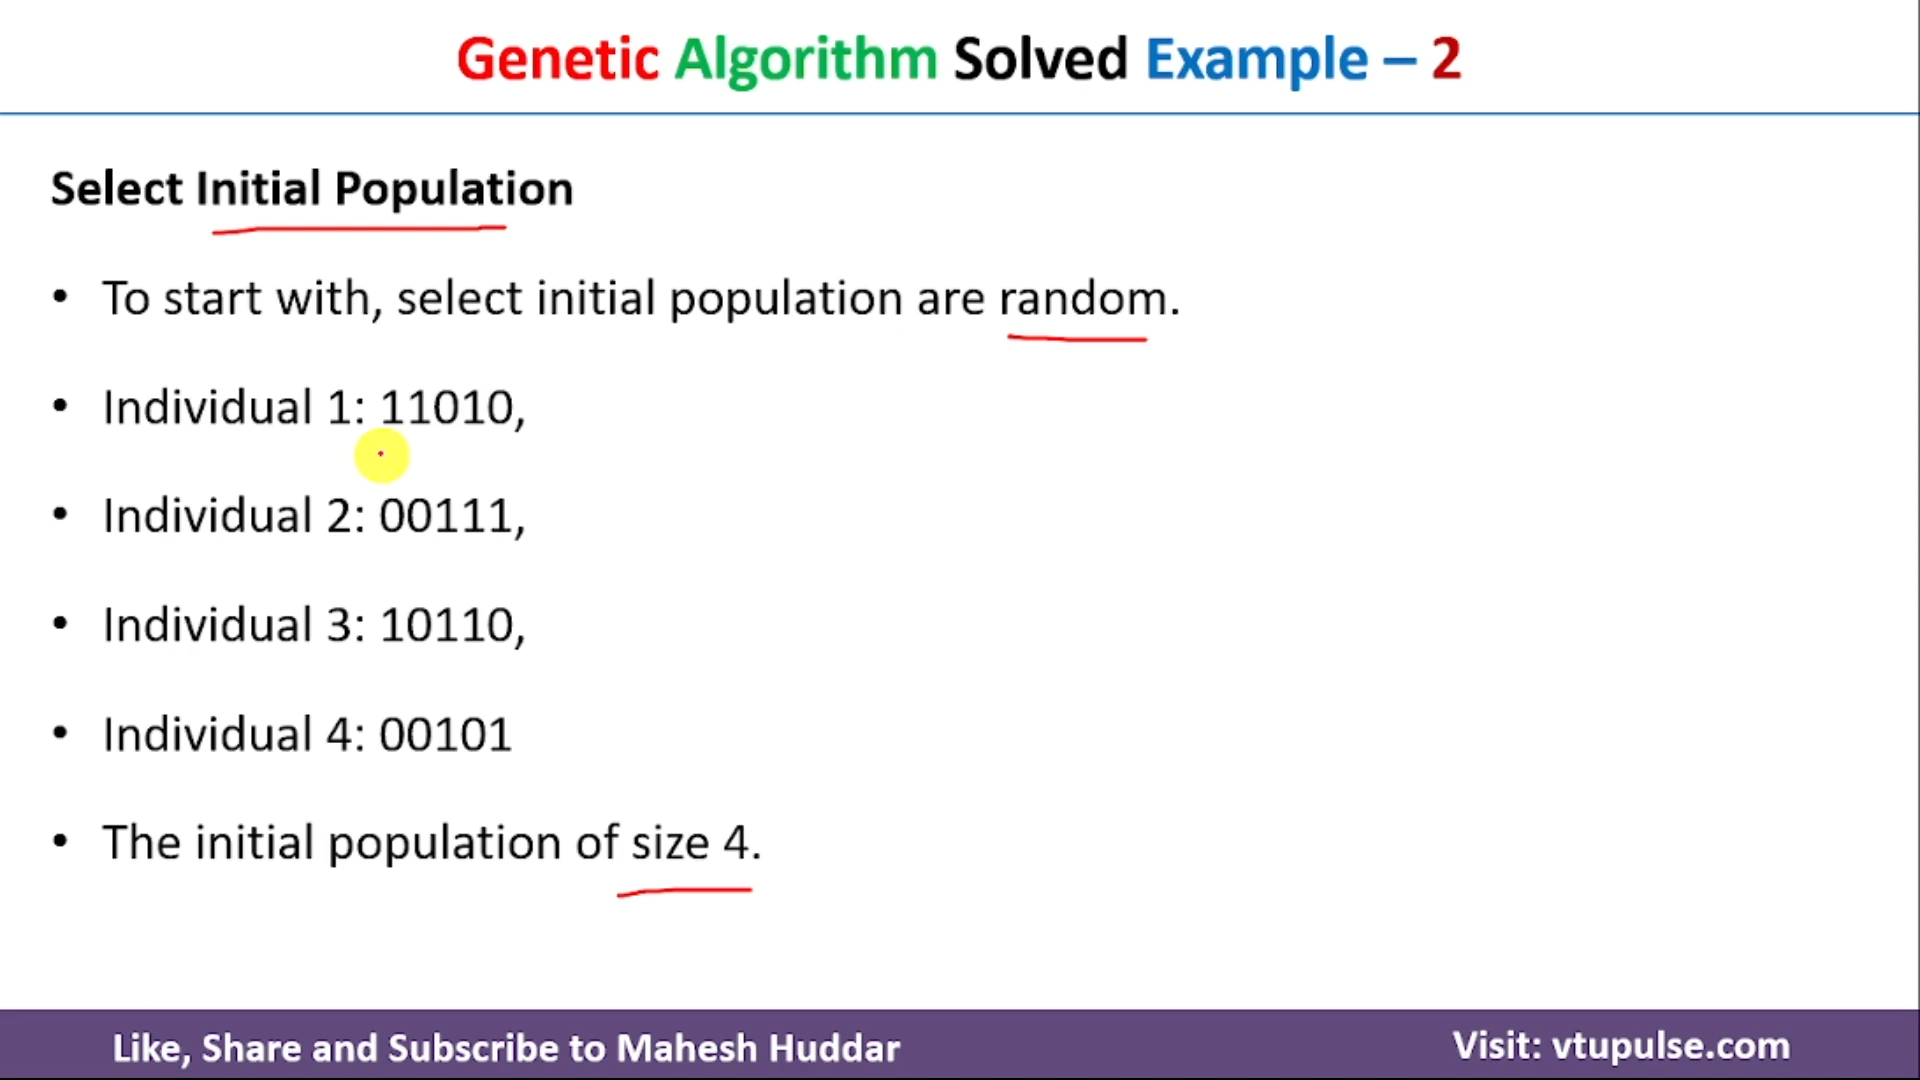 Genetic Algorithm Solved Example – 2
Select Initial Population
• To start with, select initial population are random.
• Individual 1: 11010,
• Individual 2: 00111,
• Individual 3: 10110,
• Individual 4: 00101
• The initial population of size 4.
Like, Share and Subscribe to Mahesh Huddar
Visit: vtupulse.com